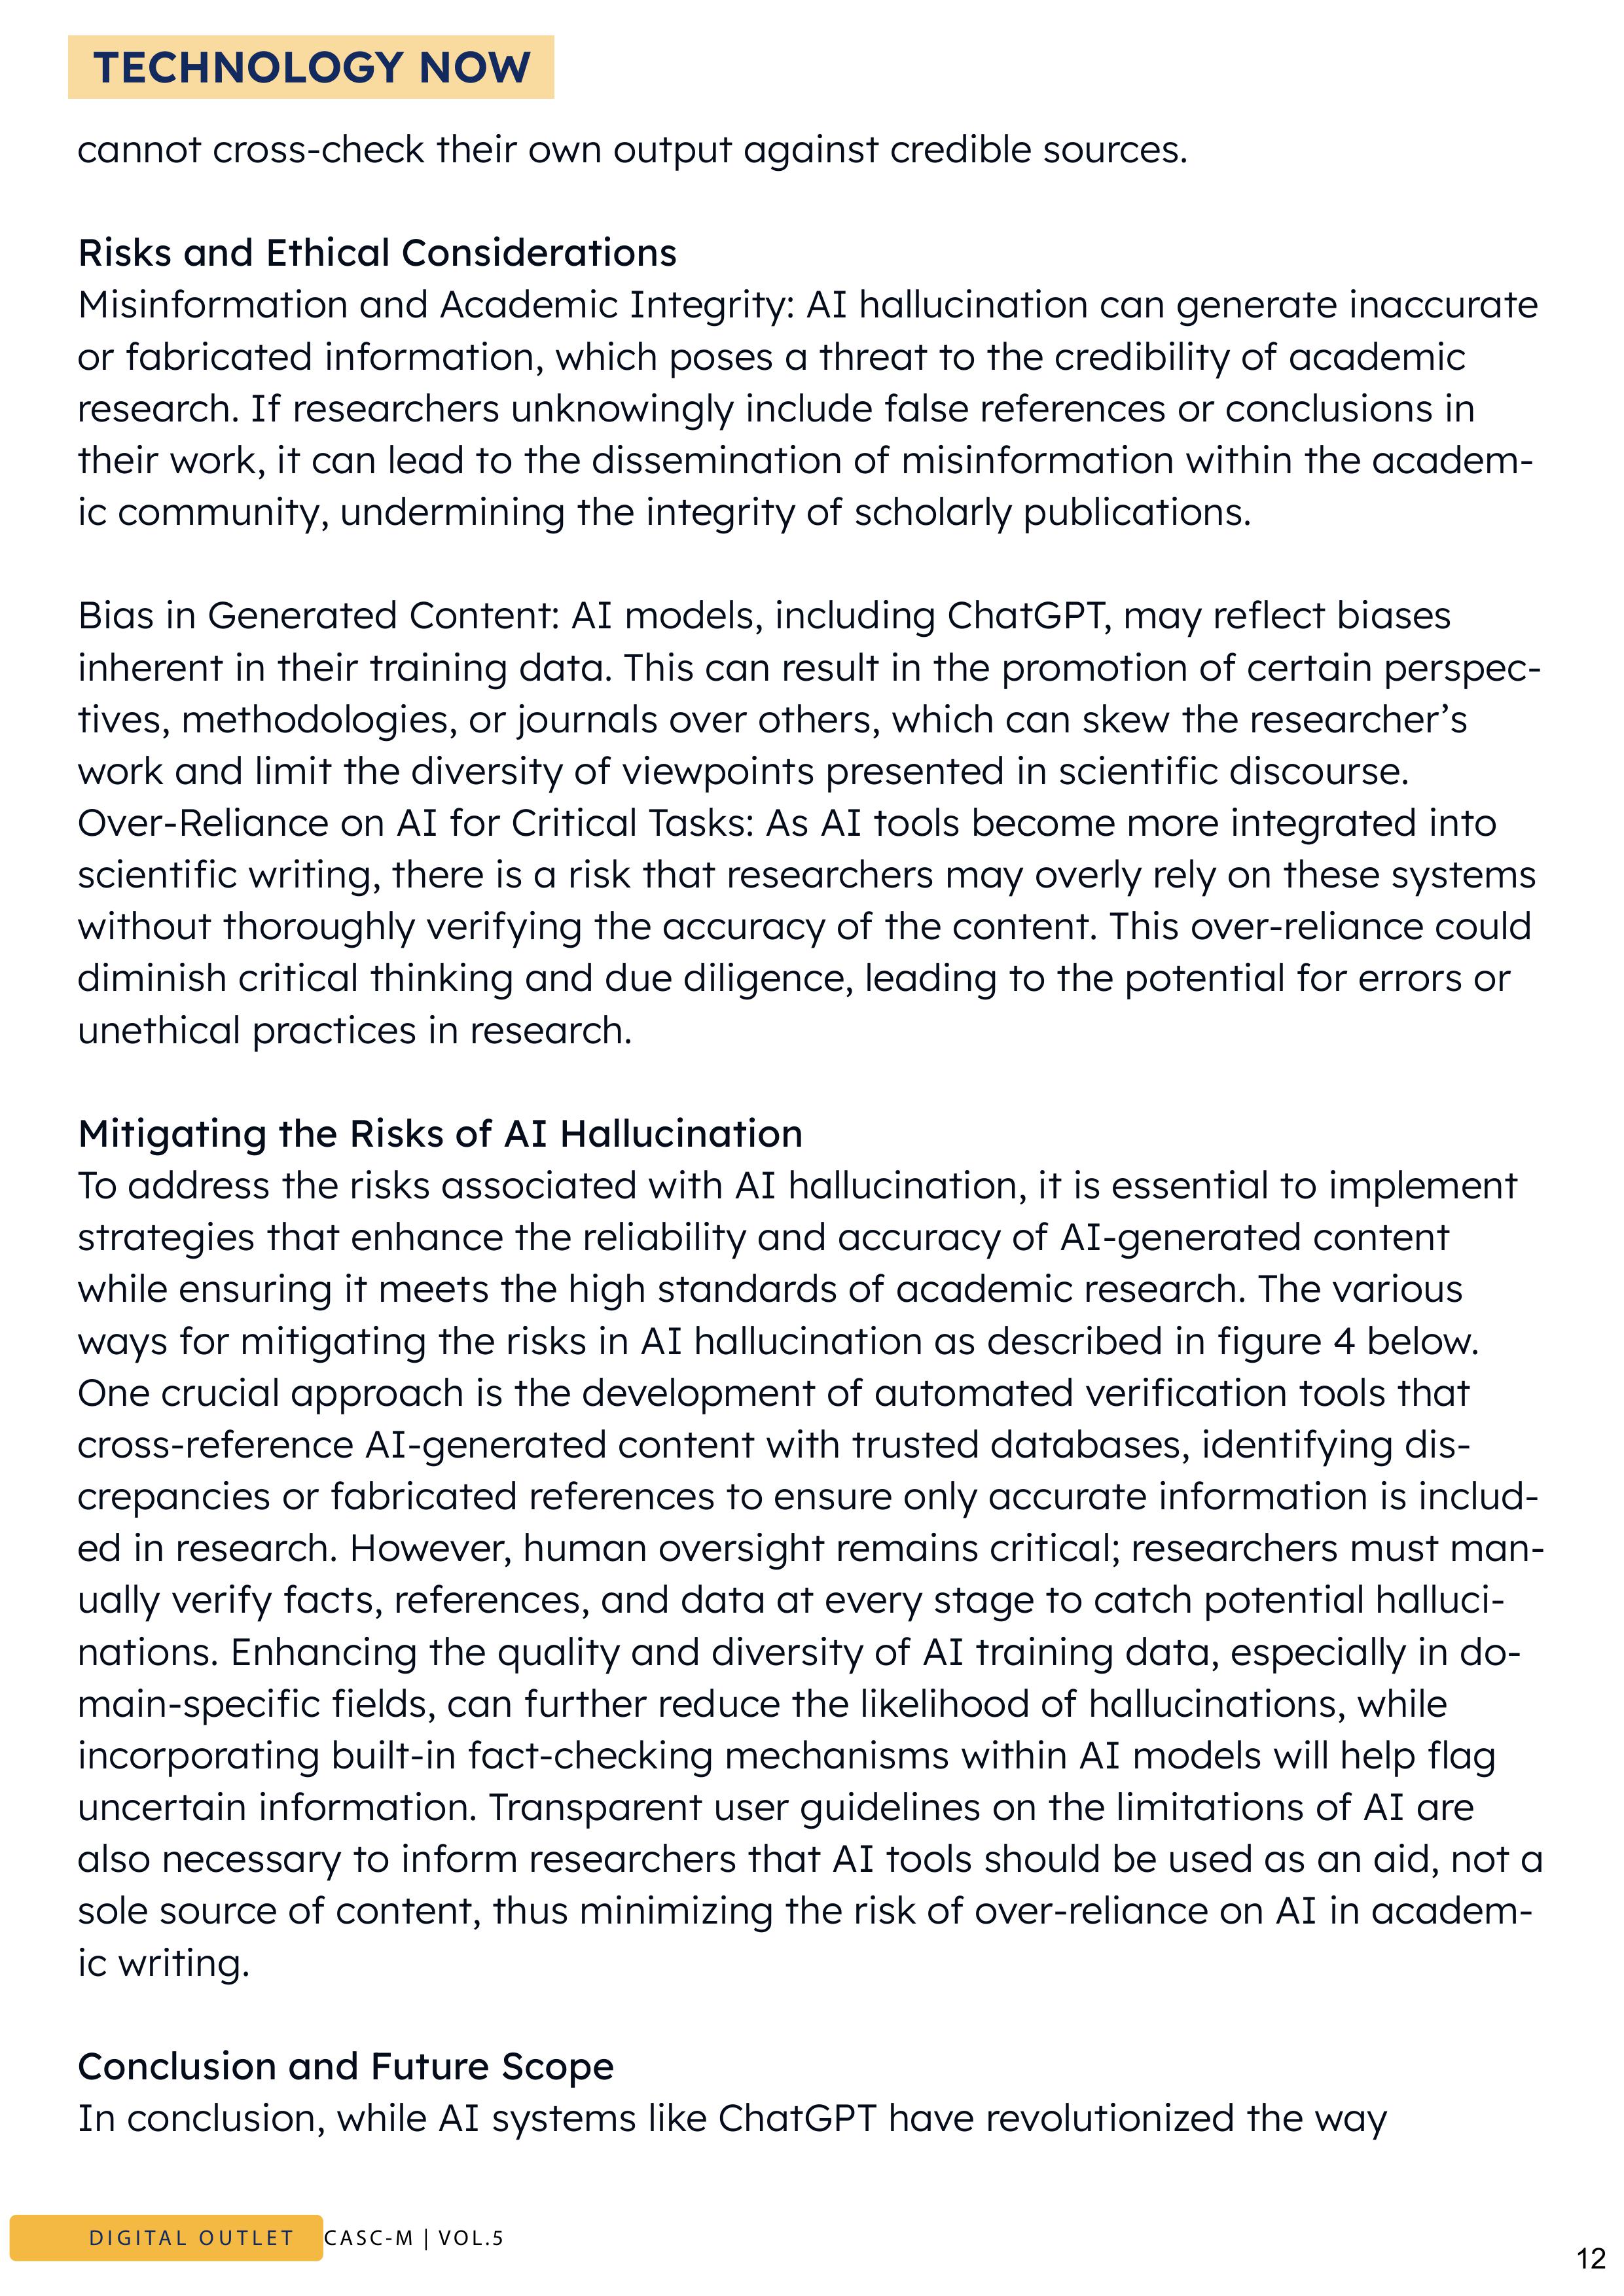 TECHNOLOGY NOW
cannot cross-check their own output against credible sources.
Risks and Ethical Considerations
Misinformation and Academic Integrity: AI hallucination can generate inaccurate
or fabricated information, which poses a threat to the credibility of academic
research. If researchers unknowingly include false references or conclusions in
their work, it can lead to the dissemination of misinformation within the academ-
ic community, undermining the integrity of scholarly publications.
Bias in Generated Content: AI models, including ChatGPT, may reflect biases
inherent in their training data. This can result in the promotion of certain perspec-
tives, methodologies, or journals over others, which can skew the researcher’s
work and limit the diversity of viewpoints presented in scientific discourse.
Over-Reliance on AI for Critical Tasks: As AI tools become more integrated into
scientific writing, there is a risk that researchers may overly rely on these systems
without thoroughly verifying the accuracy of the content. This over-reliance could
diminish critical thinking and due diligence, leading to the potential for errors or
unethical practices in research.
Mitigating the Risks of AI Hallucination
To address the risks associated with AI hallucination, it is essential to implement
strategies that enhance the reliability and accuracy of AI-generated content
while ensuring it meets the high standards of academic research. The various
ways for mitigating the risks in AI hallucination as described in figure 4 below.
One crucial approach is the development of automated verification tools that
cross-reference AI-generated content with trusted databases, identifying dis-
crepancies or fabricated references to ensure only accurate information is includ-
ed in research. However, human oversight remains critical; researchers must man-
ually verify facts, references, and data at every stage to catch potential halluci-
nations. Enhancing the quality and diversity of AI training data, especially in do-
main-specific fields, can further reduce the likelihood of hallucinations, while
incorporating built-in fact-checking mechanisms within AI models will help flag
uncertain information. Transparent user guidelines on the limitations of AI are
also necessary to inform researchers that AI tools should be used as an aid, not a
sole source of content, thus minimizing the risk of over-reliance on AI in academ-
ic writing.
Conclusion and Future Scope
In conclusion, while AI systems like ChatGPT have revolutionized the way
DIGITAL OUTLET CASC-M | VOL.5
12